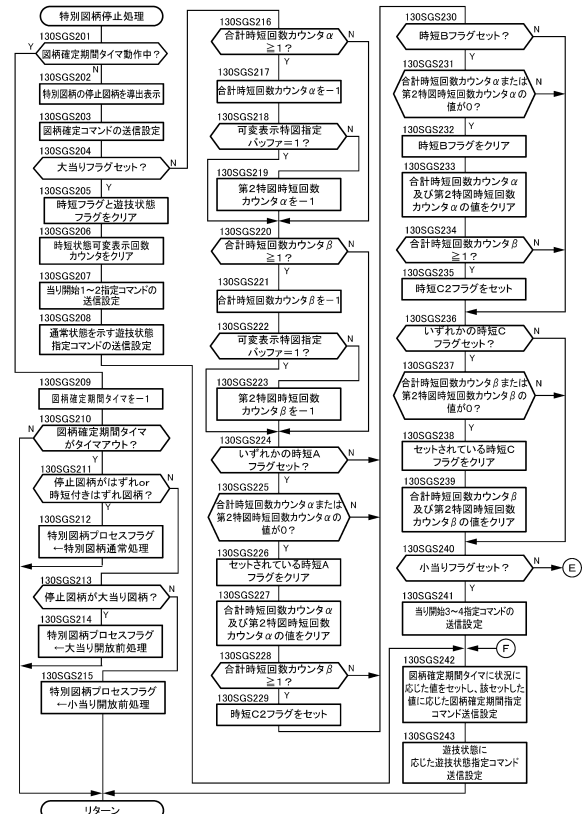 特別図柄停止処理
130SGS201
Y
図柄確定期間タイマ動作中?
N
130SGS202
特別図柄の停止図柄を導出表示
130SGS203
図柄確定コマンドの送信設定
130SGS204
大当りフラグセット?
N
Y
130SGS205
時短フラグと遊技状態
フラグをクリア
130SGS206
時短状態可変表示回数
カウンタをクリア
130SGS207
当り開始1~2指定コマンドの
送信設定
130SGS208
通常状態を示す遊技状態
指定コマンドの送信設定
130SGS209
図柄確定期間タイマを-1
130SGS210
N
図柄確定期間タイマ
がタイムアウト?
Y
130SGS211
停止図柄がはずれor
時短付きはずれ図柄?
N
Y
130SGS212
特別図柄プロセスフラグ
←特別図柄通常処理
130SGS213
停止図柄が大当り図柄?
N
Y
130SGS214
特別図柄プロセスフラグ
←大当り開放前処理
130SGS215
特別図柄プロセスフラグ
←小当り開放前処理
リターン
130SGS216
合計時短回数カウンタα
≧1?
N
Y
130SGS217
合計時短回数カウンタαを-1
130SGS218
可変表示特図指定
バッファ=1?
N
Y
130SGS219
第2特図時短回数
カウンタαを-1
130SGS220
合計時短回数カウンタβ
≧1?
N
Y
130SGS221
合計時短回数カウンタβを-1
130SGS222
可変表示特図指定
バッファ=1?
N
Y
130SGS223
第2特図時短回数
カウンタβを-1
130SGS224
いずれかの時短A
フラグセット?
N
Y
130SGS225
合計時短回数カウンタαまたは
第2特図時短回数カウンタαの
値が0?
N
Y
130SGS226
セットされている時短A
フラグをクリア
130SGS227
合計時短回数カウンタα
及び第2特図時短回数
カウンタαの値をクリア
130SGS228
合計時短回数カウンタβ
≧1?
N
Y
130SGS229
時短C2フラグをセット
130SGS230
時短Bフラグセット?
N
Y
130SGS231
合計時短回数カウンタαまたは
第2特図時短回数カウンタαの
値が0?
N
Y
130SGS232
時短Bフラグをクリア
130SGS233
合計時短回数カウンタα
及び第2特図時短回数
カウンタαの値をクリア
130SGS234
合計時短回数カウンタβ
≧1?
N
Y
130SGS235
時短C2フラグをセット
130SGS236
いずれかの時短C
フラグセット?
N
Y
130SGS237
合計時短回数カウンタβまたは
第2特図時短回数カウンタβの
値が0?
N
Y
130SGS238
セットされている時短C
フラグをクリア
130SGS239
合計時短回数カウンタβ
及び第2特図時短回数
カウンタβの値をクリア
130SGS240
小当りフラグセット?
N
E
Y
130SGS241
当り開始3~4指定コマンドの
送信設定
F
130SGS242
図柄確定期間タイマに状況に
応じた値をセットし、該セットした
値に応じた図柄確定期間指定
コマンド送信設定
130SGS243
遊技状態に
応じた遊技状態指定コマンド
送信設定